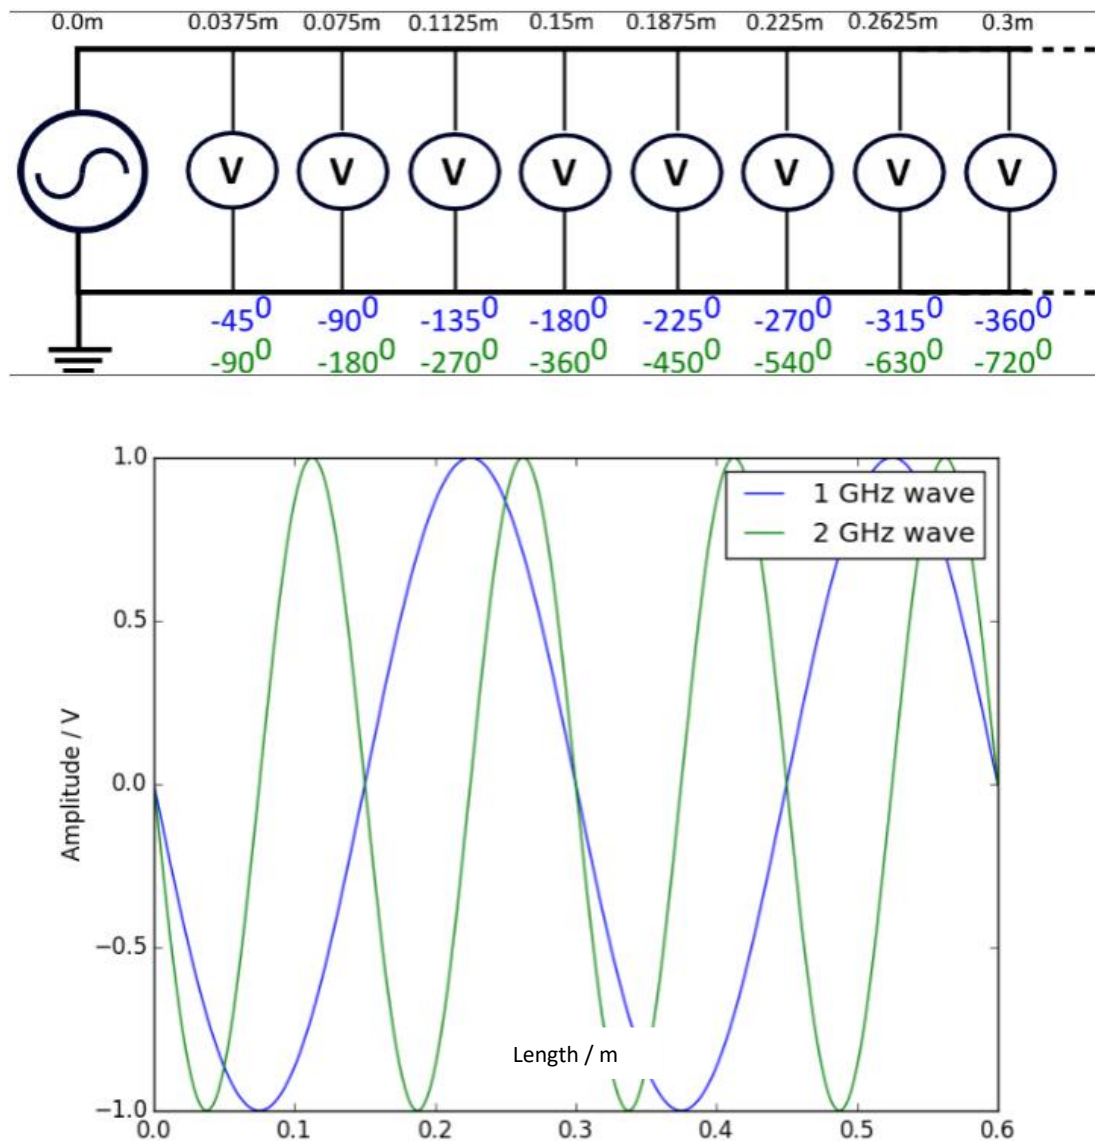 0.0m 0.0375m 0.075m 0.1125m 0.15m 0.1875m 0.225m 0.2625m 0.3m
V V V V V V V V
-45⁰ -90⁰ -135⁰ -180⁰ -225⁰ -270⁰ -315⁰ -360⁰
-90⁰ -180⁰ -270⁰ -360⁰ -450⁰ -540⁰ -630⁰ -720⁰
1.0
1 GHz wave
2 GHz wave
0.5
Amplitude / V
0.0
−0.5
Length / m
−1.0
0.0 0.1 0.2 0.3 0.4 0.5 0.6